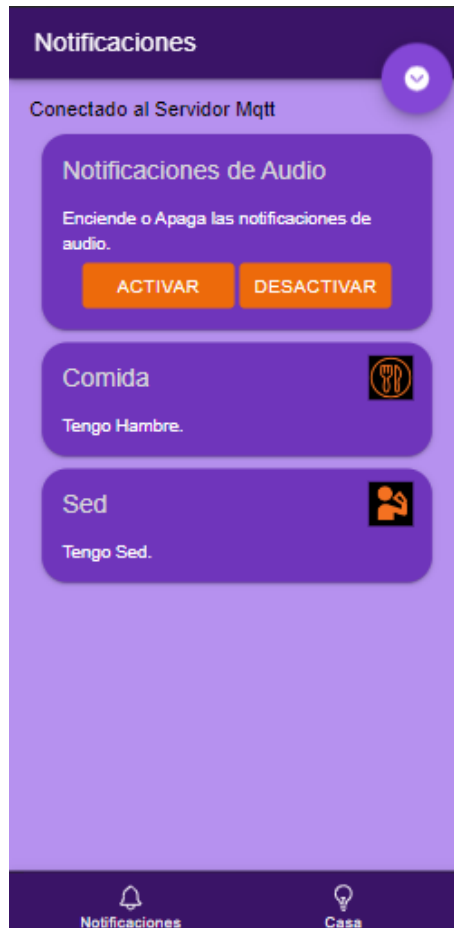 Notificaciones
Conectado al Servidor Mqtt
Notificaciones de Audio
Enciende o Apaga las notificaciones de
audio.
ACTIVAR DESACTIVAR
Comida
Tengo Hambre.
Sed
Tengo Sed.
Notificaciones Casa